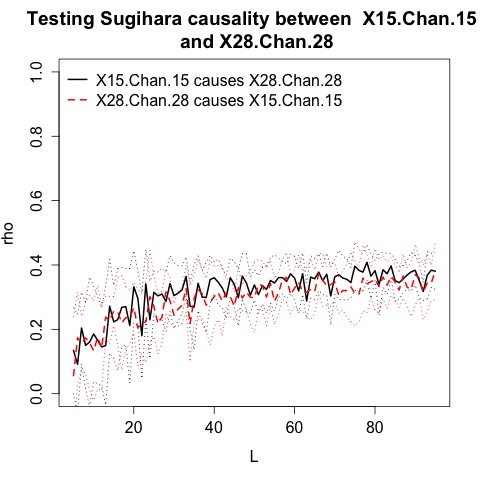 Testing Sugihara causality between X15.Chan.15
and X28.Chan.28
X15.Chan.15 causes X28.Chan.28
X28.Chan.28 causes X15.Chan.15
rho
1.0
0.8
0.6
0.4
0.2
0.0
20 40 60 80
L